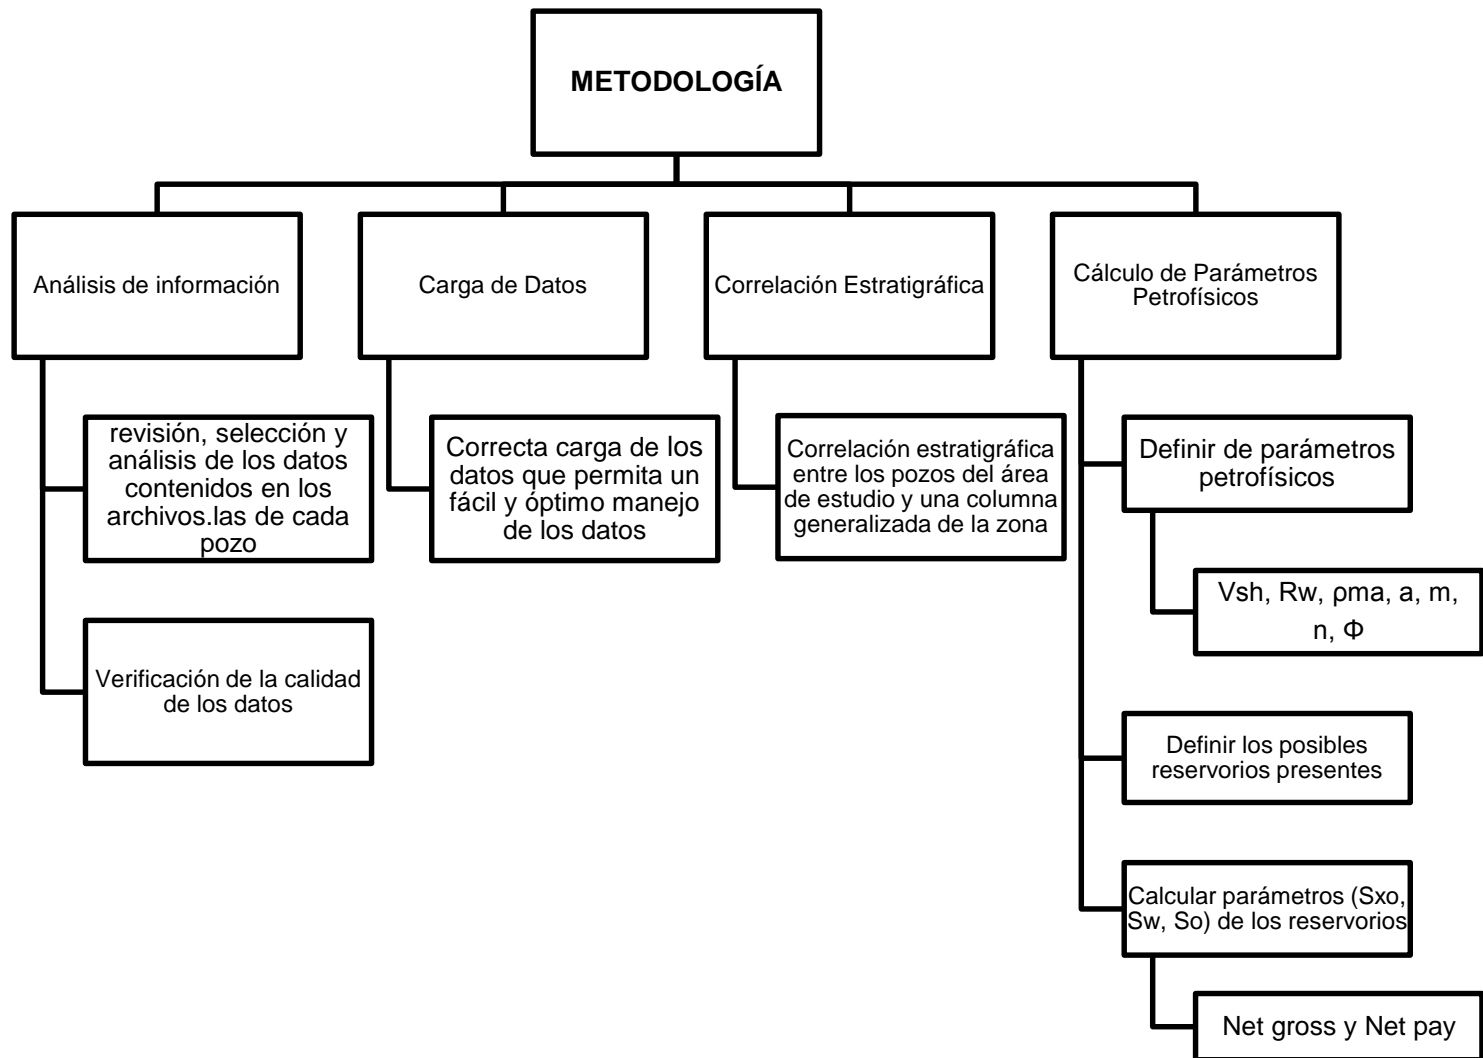 METODOLOGÍA
Análisis de información
revisión, selección y
análisis de los datos
contenidos en los
archivos.las de cada
pozo
Verificación de la calidad
de los datos
Carga de Datos
Correcta carga de los
datos que permita un
fácil y óptimo manejo
de los datos
Correlación Estratigráfica
Correlación estratigráfica
entre los pozos del área
de estudio y una columna
generalizada de la zona
Cálculo de Parámetros
Petrofísicos
Definir de parámetros
petrofísicos
Vsh, Rw, ρma, a, m,
n, Φ
Definir los posibles
reservorios presentes
Calcular parámetros (Sxo,
Sw, So) de los reservorios
Net gross y Net pay